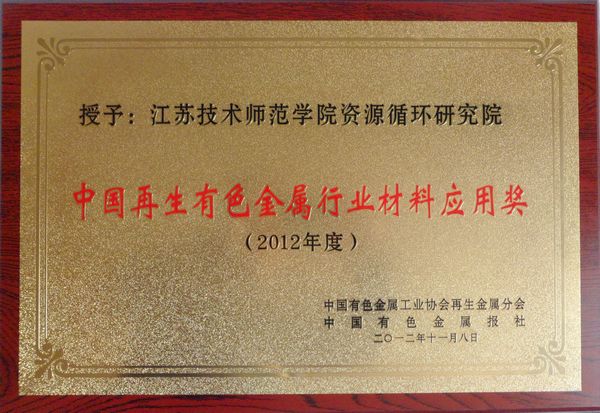 授予：江苏技术师范学院资源循环研究院
中国再生有色金属行业材料应用奖
（2012年度）
中国有色金属工业协会再生金属分会
中国有色金属报社
二〇一二年十一月八日